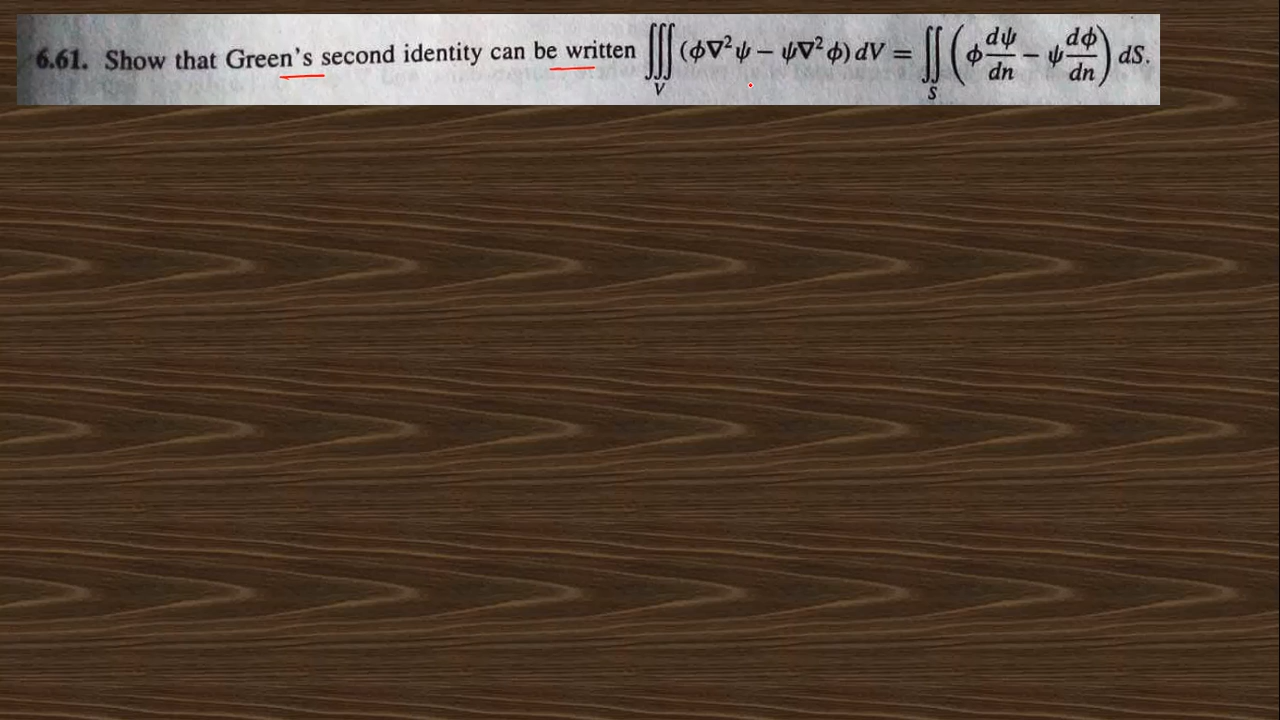 6.61. Show that Green's second identity can be written ∭_V (ϕ∇²ψ − ψ∇²ϕ) dV = ∬_S (ϕ dψ/dn − ψ dϕ/dn) dS.